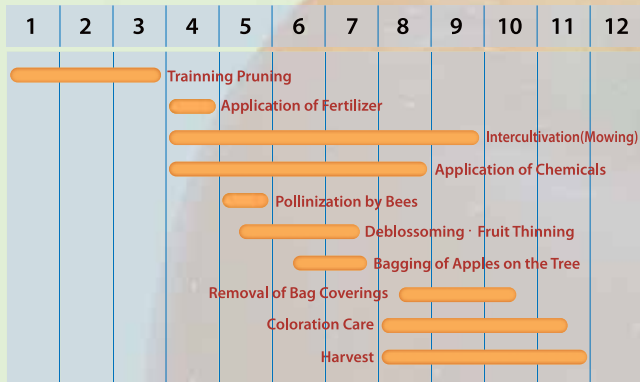 1 2 3 4 5 6 7 8 9 10 11 12
Trainning Pruning
Application of Fertilizer
Intercultivation(Mowing)
Application of Chemicals
Pollinization by Bees
Deblossoming · Fruit Thinning
Bagging of Apples on the Tree
Removal of Bag Coverings
Coloration Care
Harvest